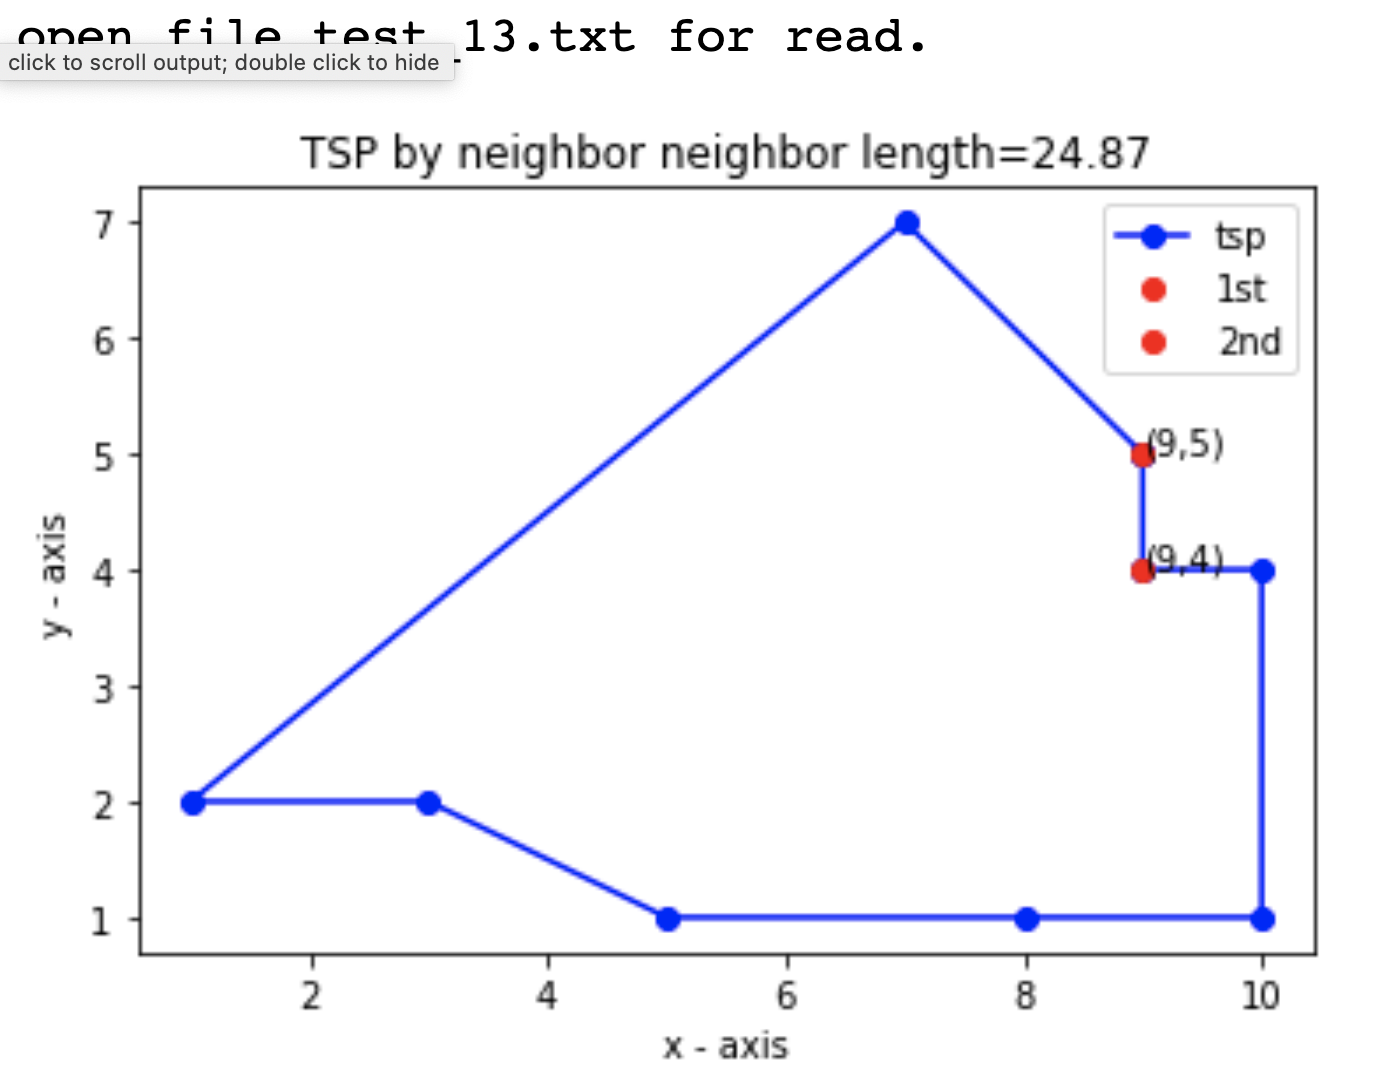 open file test_13.txt for read.
click to scroll output; double click to hide
TSP by neighbor neighbor length=24.87
tsp
1st
2nd
7
6
5
4
3
2
1
(9,5)
(9,4)
y - axis
2 4 6 8 10
x - axis